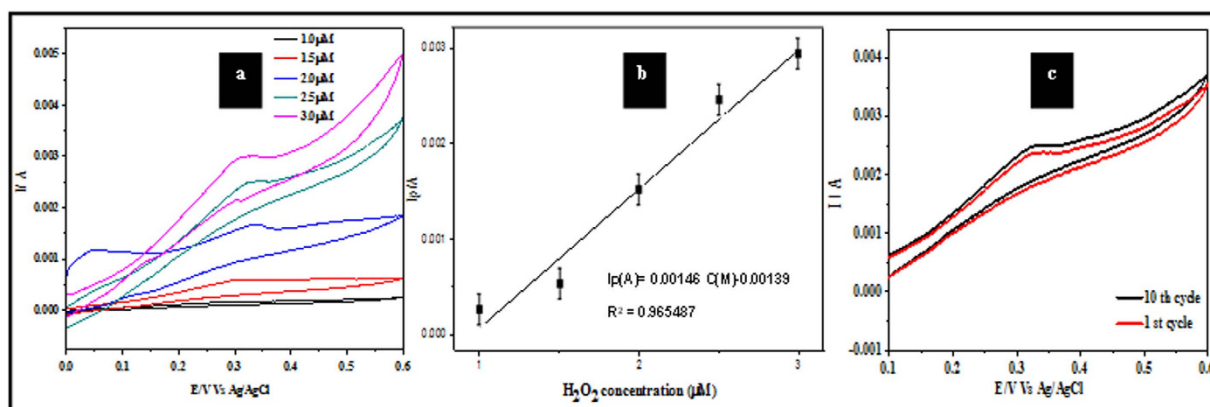 a
0.005
0.004
0.003
0.002
0.001
0.000
I/ A
0.0 0.1 0.2 0.3 0.4 0.5 0.6
E/V Vs Ag/AgCl
1.0µM
1.5µM
2.0µM
2.5µM
3.0µM
b
0.003
0.002
0.001
0.000
Ip/A
1 2 3
H₂O₂ concentration (µM)
Ip(A)= 0.00146 C(M)-0.00139
R² = 0.965487
c
0.004
0.003
0.002
0.001
0.000
-0.001
I / A
0.1 0.2 0.3 0.4 0.5 0.6
E/V Vs Ag/AgCl
10 th cycle
1 st cycle